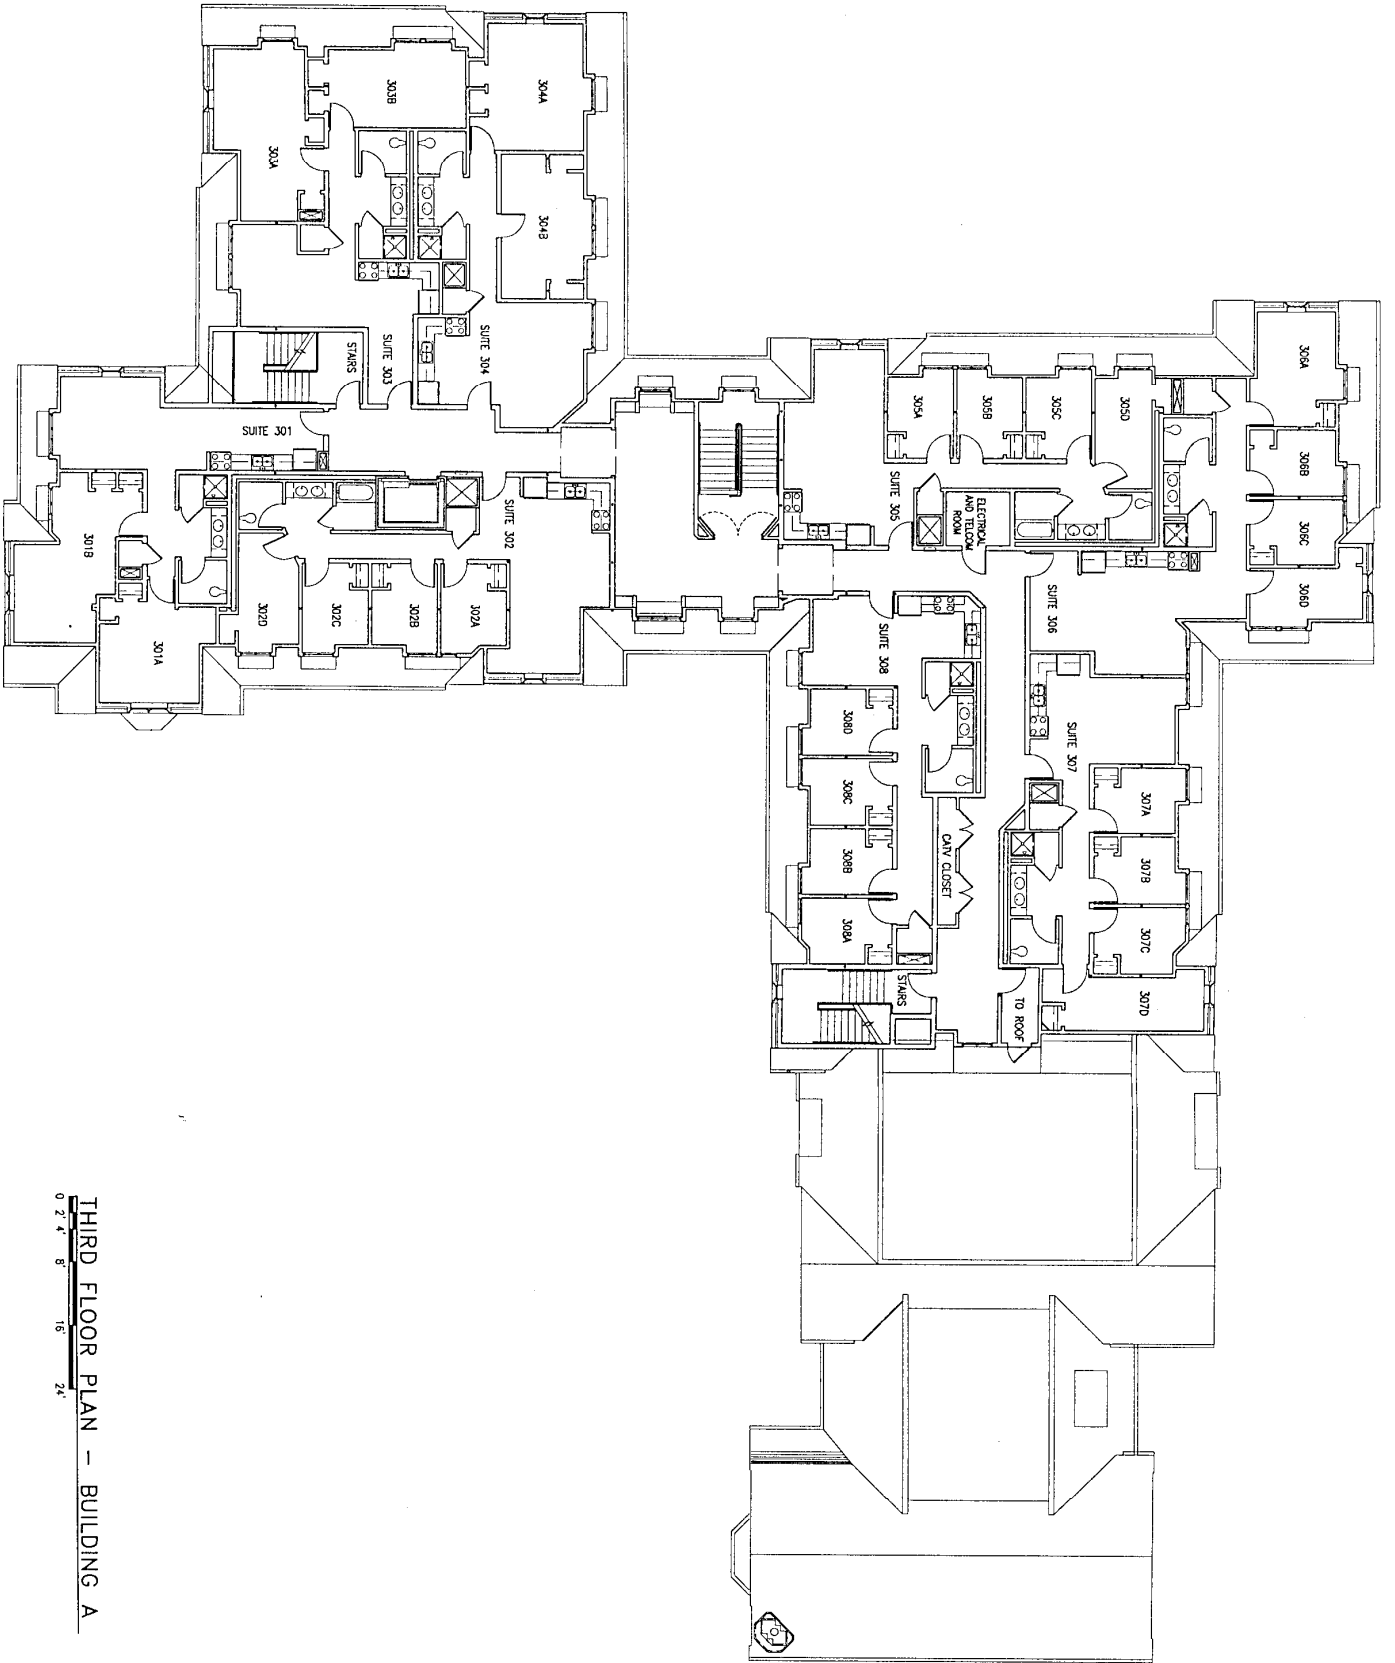 303A
303B
304A
304B
SUITE 304
SUITE 303
STAIRS
SUITE 301
301B
301A
302D
302C
302B
302A
SUITE 302
305A
305B
305C
305D
SUITE 305
ELECTRICAL
AND TELCOM
ROOM
306A
306B
306C
306D
SUITE 306
SUITE 308
308D
308C
308B
308A
CATV CLOSET
SUITE 307
307A
307B
307C
307D
STAIRS
TO ROOF
THIRD FLOOR PLAN - BUILDING A
0 2' 4' 8' 16' 24'